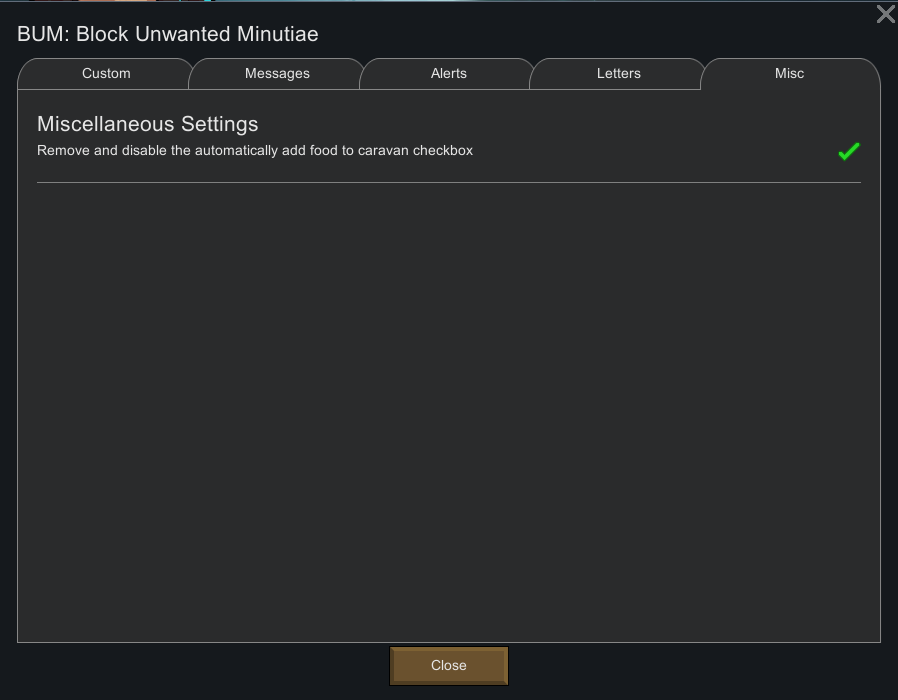 BUM: Block Unwanted Minutiae
Custom
Messages
Alerts
Letters
Misc
Miscellaneous Settings
Remove and disable the automatically add food to caravan checkbox
Close